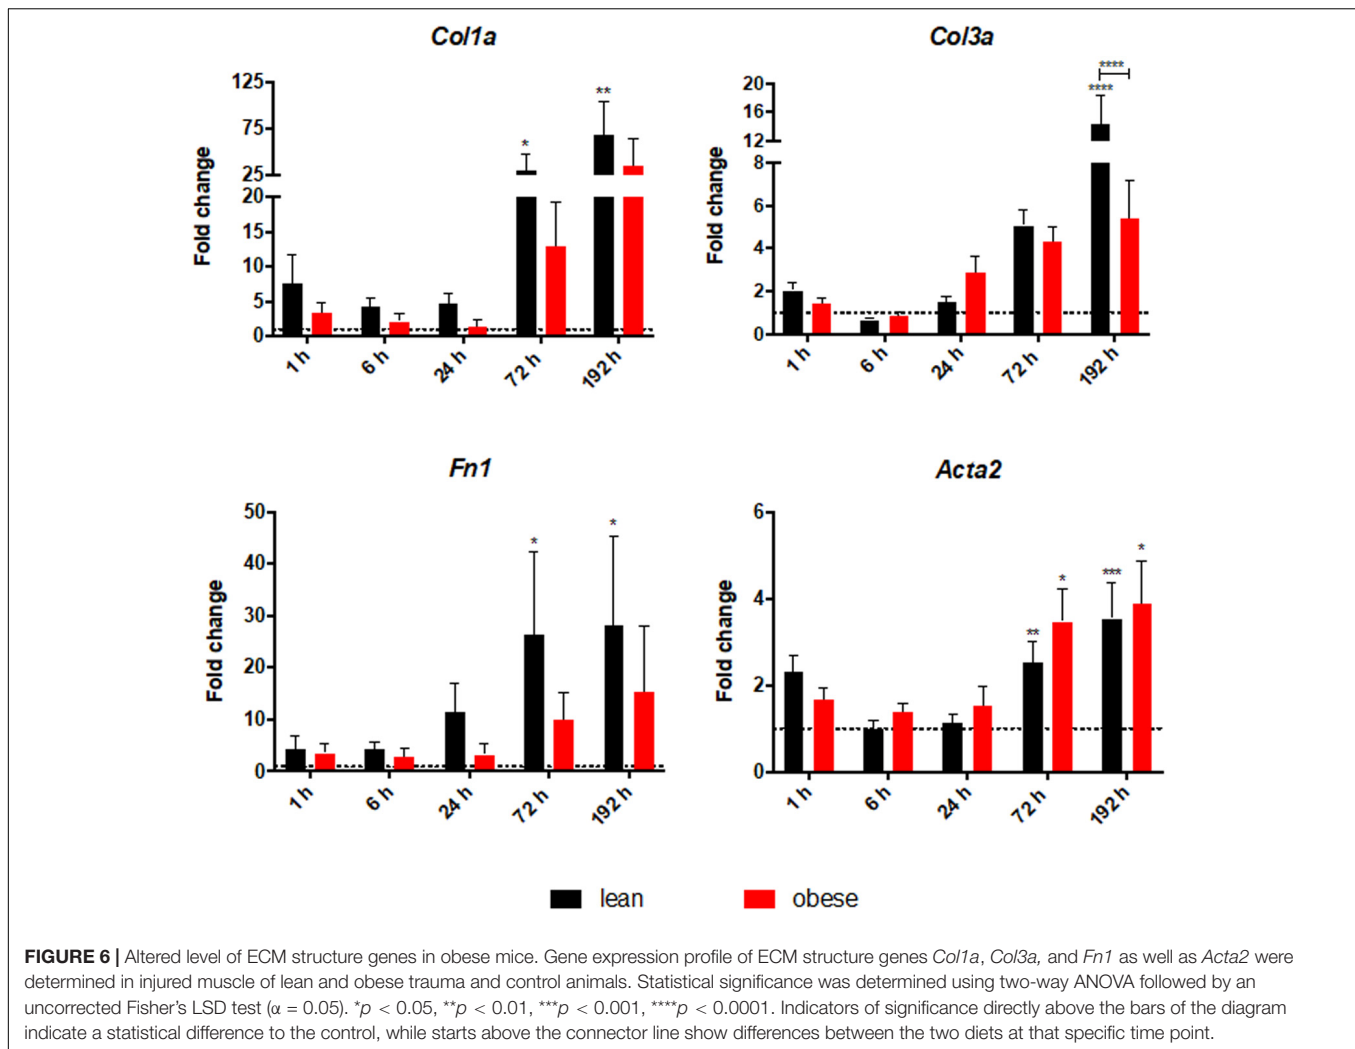 Col1a
Col3a
Fold change
125
75
25
20
15
10
5
0
*
**
1 h
6 h
24 h
72 h
192 h
Fold change
20
16
12
8
6
4
2
0
****
****
1 h
6 h
24 h
72 h
192 h
Fn1
Acta2
Fold change
50
40
30
20
10
0
*
*
1 h
6 h
24 h
72 h
192 h
Fold change
6
4
2
0
**
*
***
*
1 h
6 h
24 h
72 h
192 h
lean
obese
FIGURE 6 | Altered level of ECM structure genes in obese mice. Gene expression profile of ECM structure genes Col1a, Col3a, and Fn1 as well as Acta2 were
determined in injured muscle of lean and obese trauma and control animals. Statistical significance was determined using two-way ANOVA followed by an
uncorrected Fisher's LSD test (α = 0.05). *p < 0.05, **p < 0.01, ***p < 0.001, ****p < 0.0001. Indicators of significance directly above the bars of the diagram
indicate a statistical difference to the control, while starts above the connector line show differences between the two diets at that specific time point.